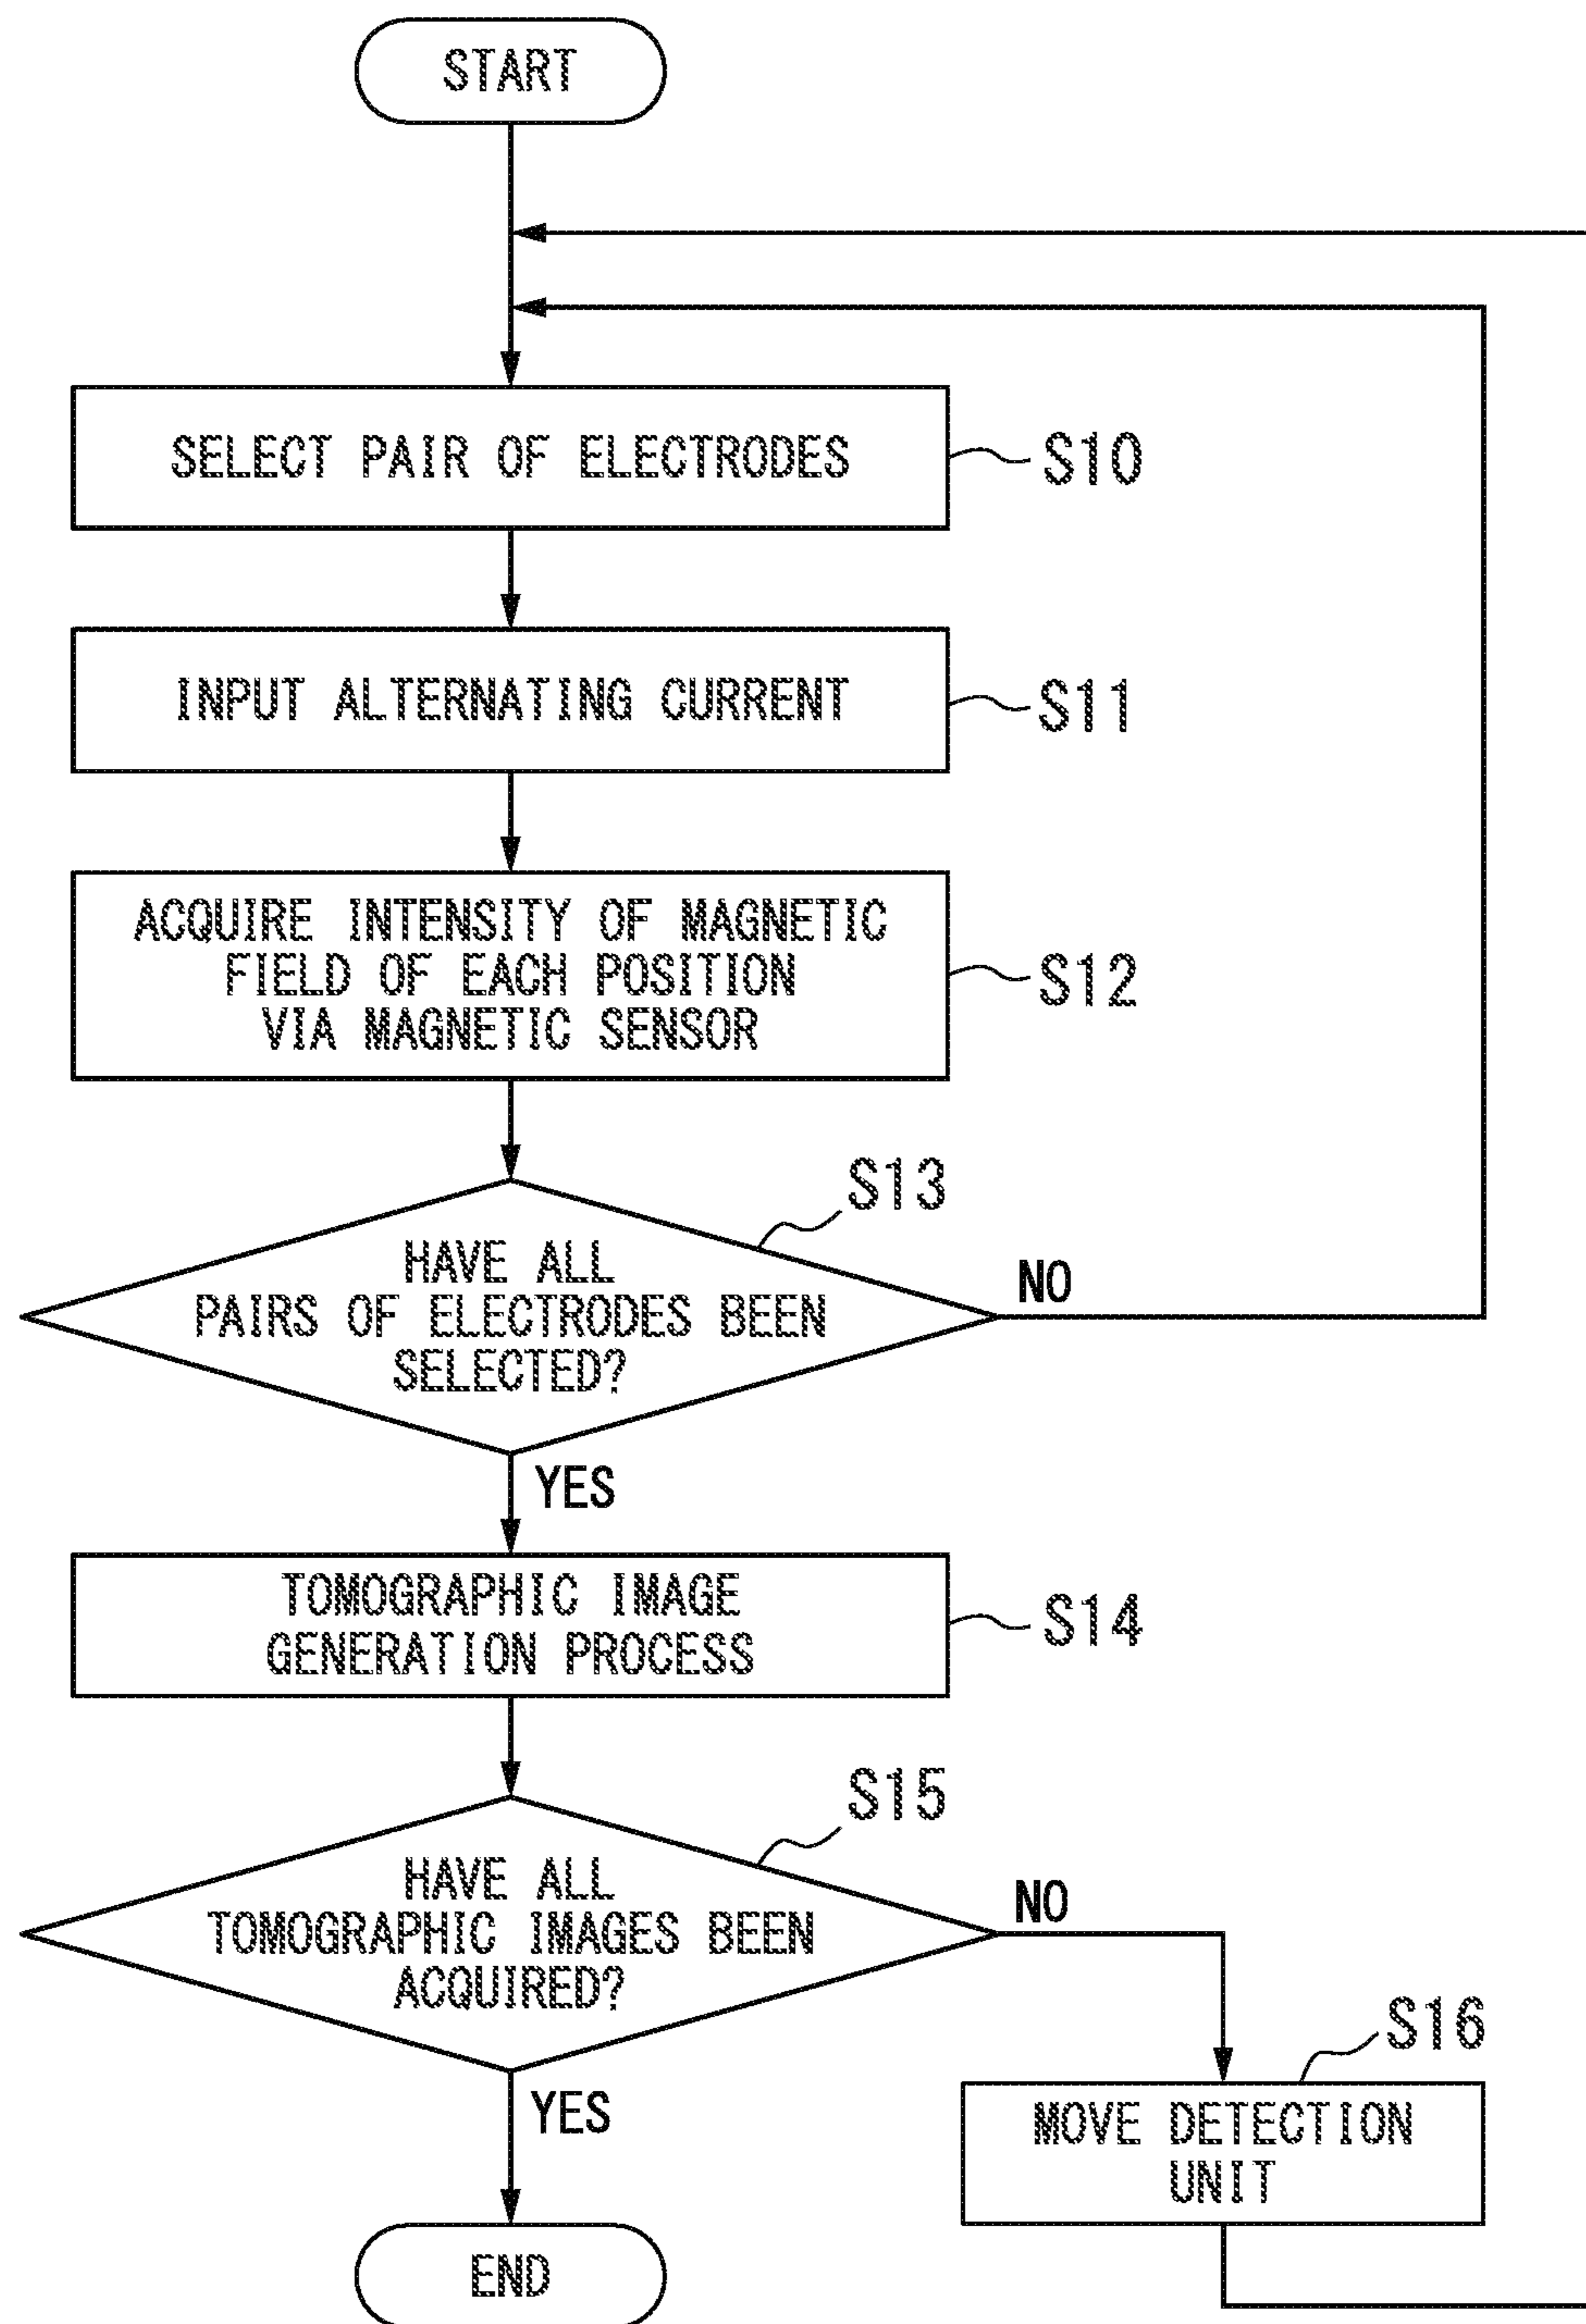 START
SELECT PAIR OF ELECTRODES
S10
INPUT ALTERNATING CURRENT
S11
ACQUIRE INTENSITY OF MAGNETIC
FIELD OF EACH POSITION
VIA MAGNETIC SENSOR
S12
S13
HAVE ALL
PAIRS OF ELECTRODES BEEN
SELECTED?
NO
YES
TOMOGRAPHIC IMAGE
GENERATION PROCESS
S14
S15
HAVE ALL
TOMOGRAPHIC IMAGES BEEN
ACQUIRED?
NO
S16
MOVE DETECTION
UNIT
YES
END